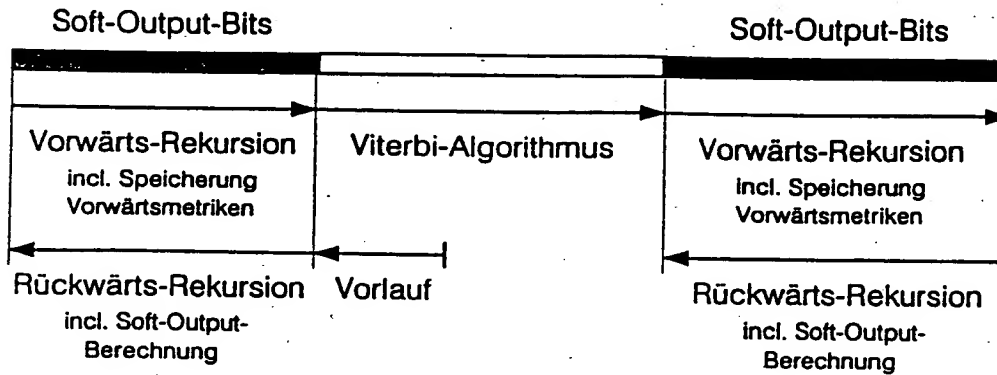 Soft-Output-Bits
Soft-Output-Bits
Vorwärts-Rekursion
incl. Speicherung
Vorwärtsmetriken
Viterbi-Algorithmus
Vorwärts-Rekursion
incl. Speicherung
Vorwärtsmetriken
Rückwärts-Rekursion
incl. Soft-Output-
Berechnung
Vorlauf
Rückwärts-Rekursion
incl. Soft-Output-
Berechnung